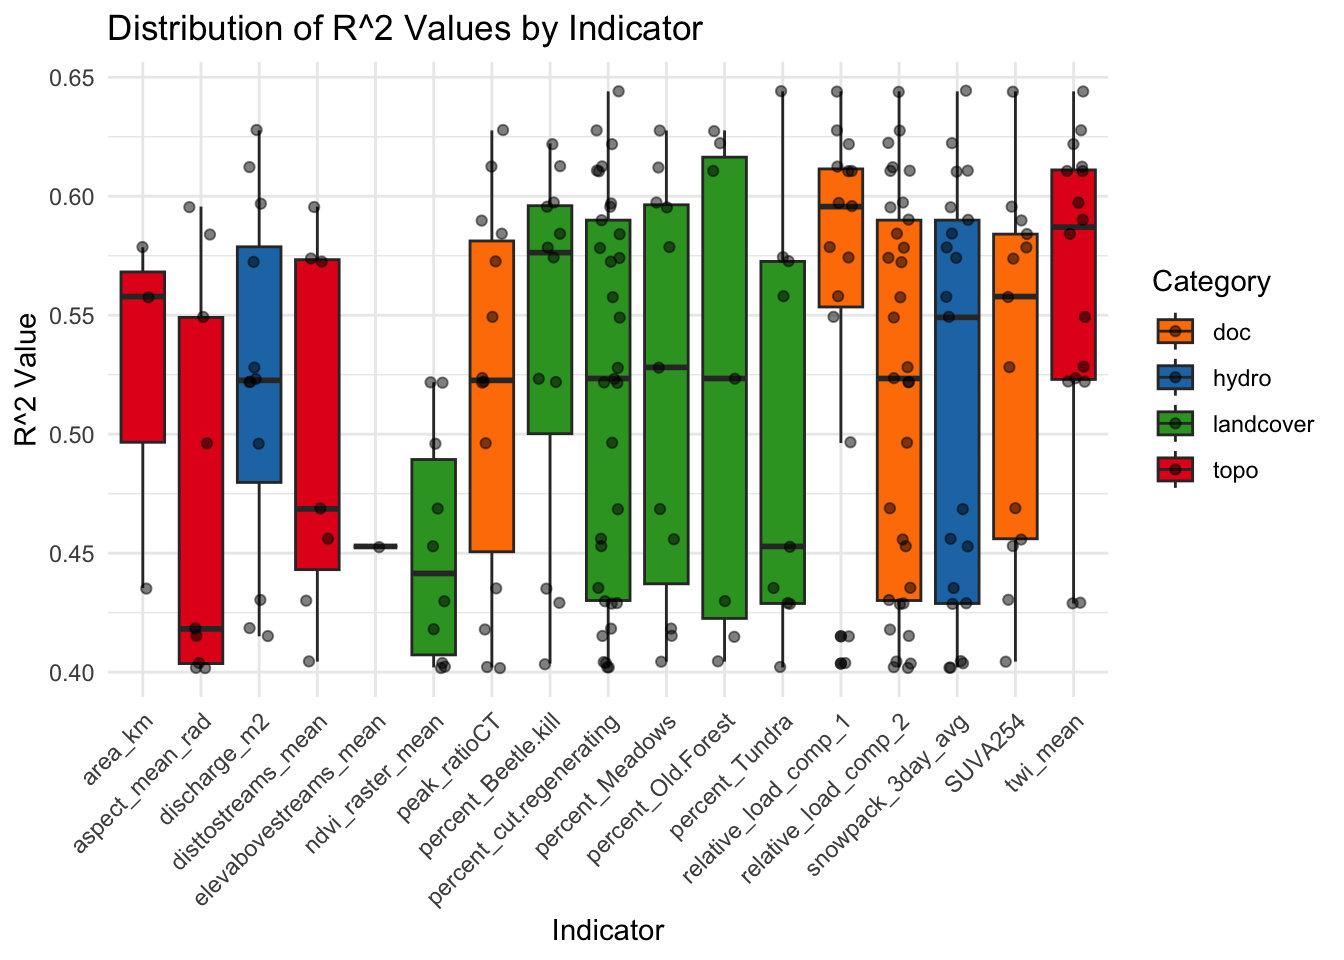 Distribution of R^2 Values by Indicator
R^2 Value
0.65
0.60
0.55
0.50
0.45
0.40
area_km
aspect_mean_rad
discharge_m2
disttostreams_mean
elevabovestreams_mean
ndvi_raster_mean
peak_ratioCT
percent_Beetle.kill
percent_cut.regenerating
percent_Meadows
percent_Old.Forest
percent_Tundra
relative_load_comp_1
relative_load_comp_2
snowpack_3day_avg
SUVA254
twi_mean
Indicator
Category
doc
hydro
landcover
topo